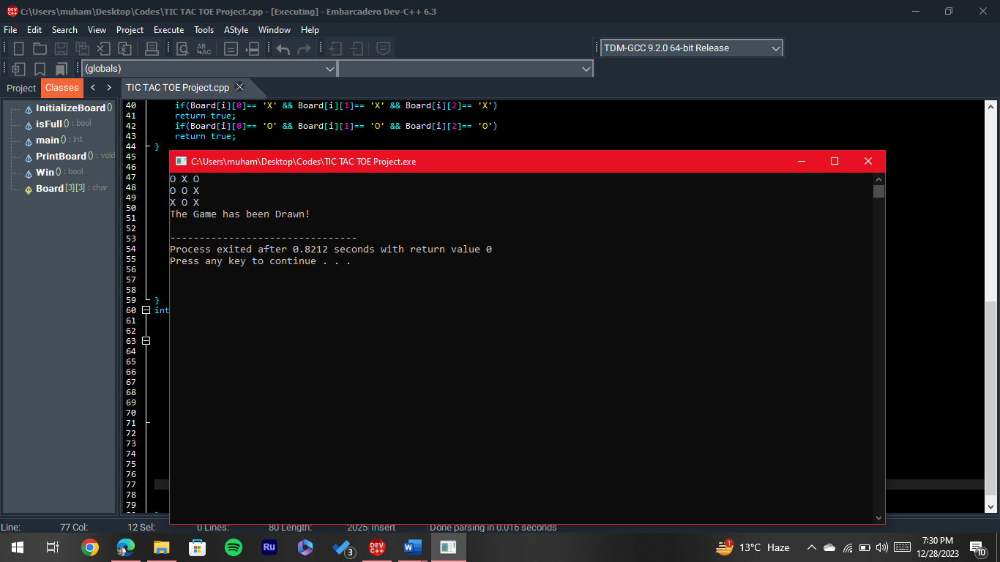 C:\Users\muham\Desktop\Codes\TIC TAC TOE Project.cpp - [Executing] - Embarcadero Dev-C++ 6.3
File Edit Search View Project Execute Tools AStyle Window Help
TDM-GCC 9.2.0 64-bit Release
(globals)
Project Classes TIC TAC TOE Project.cpp
InitializeBoard ()
isFull () : bool
main () : int
PrintBoard () : void
Win () : bool
Board [3][3] : char
40 if(Board[i][0]== 'X' && Board[i][1]== 'X' && Board[i][2]== 'X')
41 return true;
42 if(Board[i][0]== 'O' && Board[i][1]== 'O' && Board[i][2]== 'O')
43 return true;
44 }
45
46
47
48
49
50
51
52
53
54
55
56
57
58
59 }
60 int
61
62
63
64
65
66
67
68
69
70
71
72
73
74
75
76
77
78
79
C:\Users\muham\Desktop\Codes\TIC TAC TOE Project.exe
O X O
O O X
X O X
The Game has been Drawn!
--------------------------------
Process exited after 0.8212 seconds with return value 0
Press any key to continue . . .
Line: 77 Col: 12 Sel: 0 Lines: 80 Length: 2025 Insert Done parsing in 0.016 seconds
Ru
3
DEV C++
W
1
13°C Haze
7:30 PM
12/28/2023
10